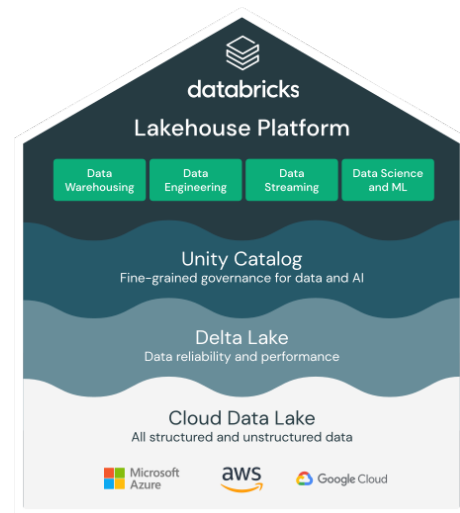 databricks
Lakehouse Platform
Data Warehousing
Data Engineering
Data Streaming
Data Science and ML
Unity Catalog
Fine-grained governance for data and AI
Delta Lake
Data reliability and performance
Cloud Data Lake
All structured and unstructured data
Microsoft Azure
aws
Google Cloud